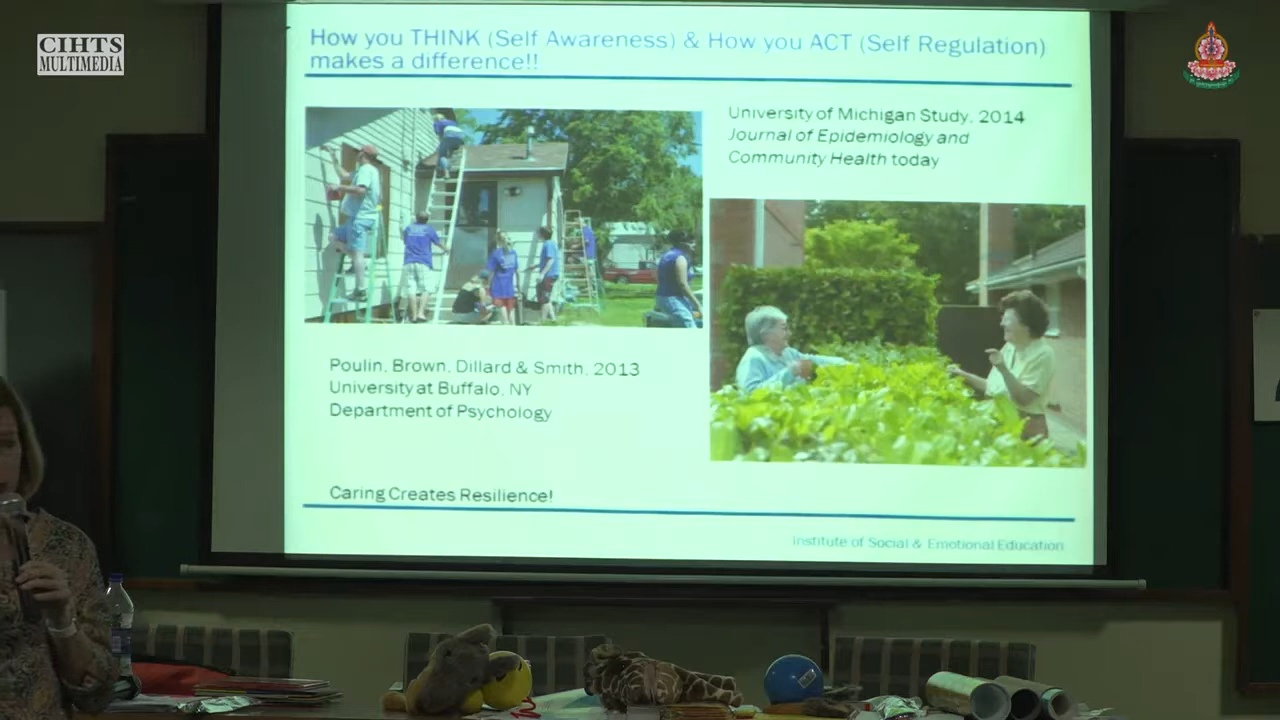 CIHTS
MULTIMEDIA
How you THINK (Self Awareness) & How you ACT (Self Regulation)
makes a difference!!
University of Michigan Study, 2014
Journal of Epidemiology and
Community Health today
Poulin, Brown, Dillard & Smith, 2013
University at Buffalo, NY
Department of Psychology
Caring Creates Resilience!
Institute of Social & Emotional Education